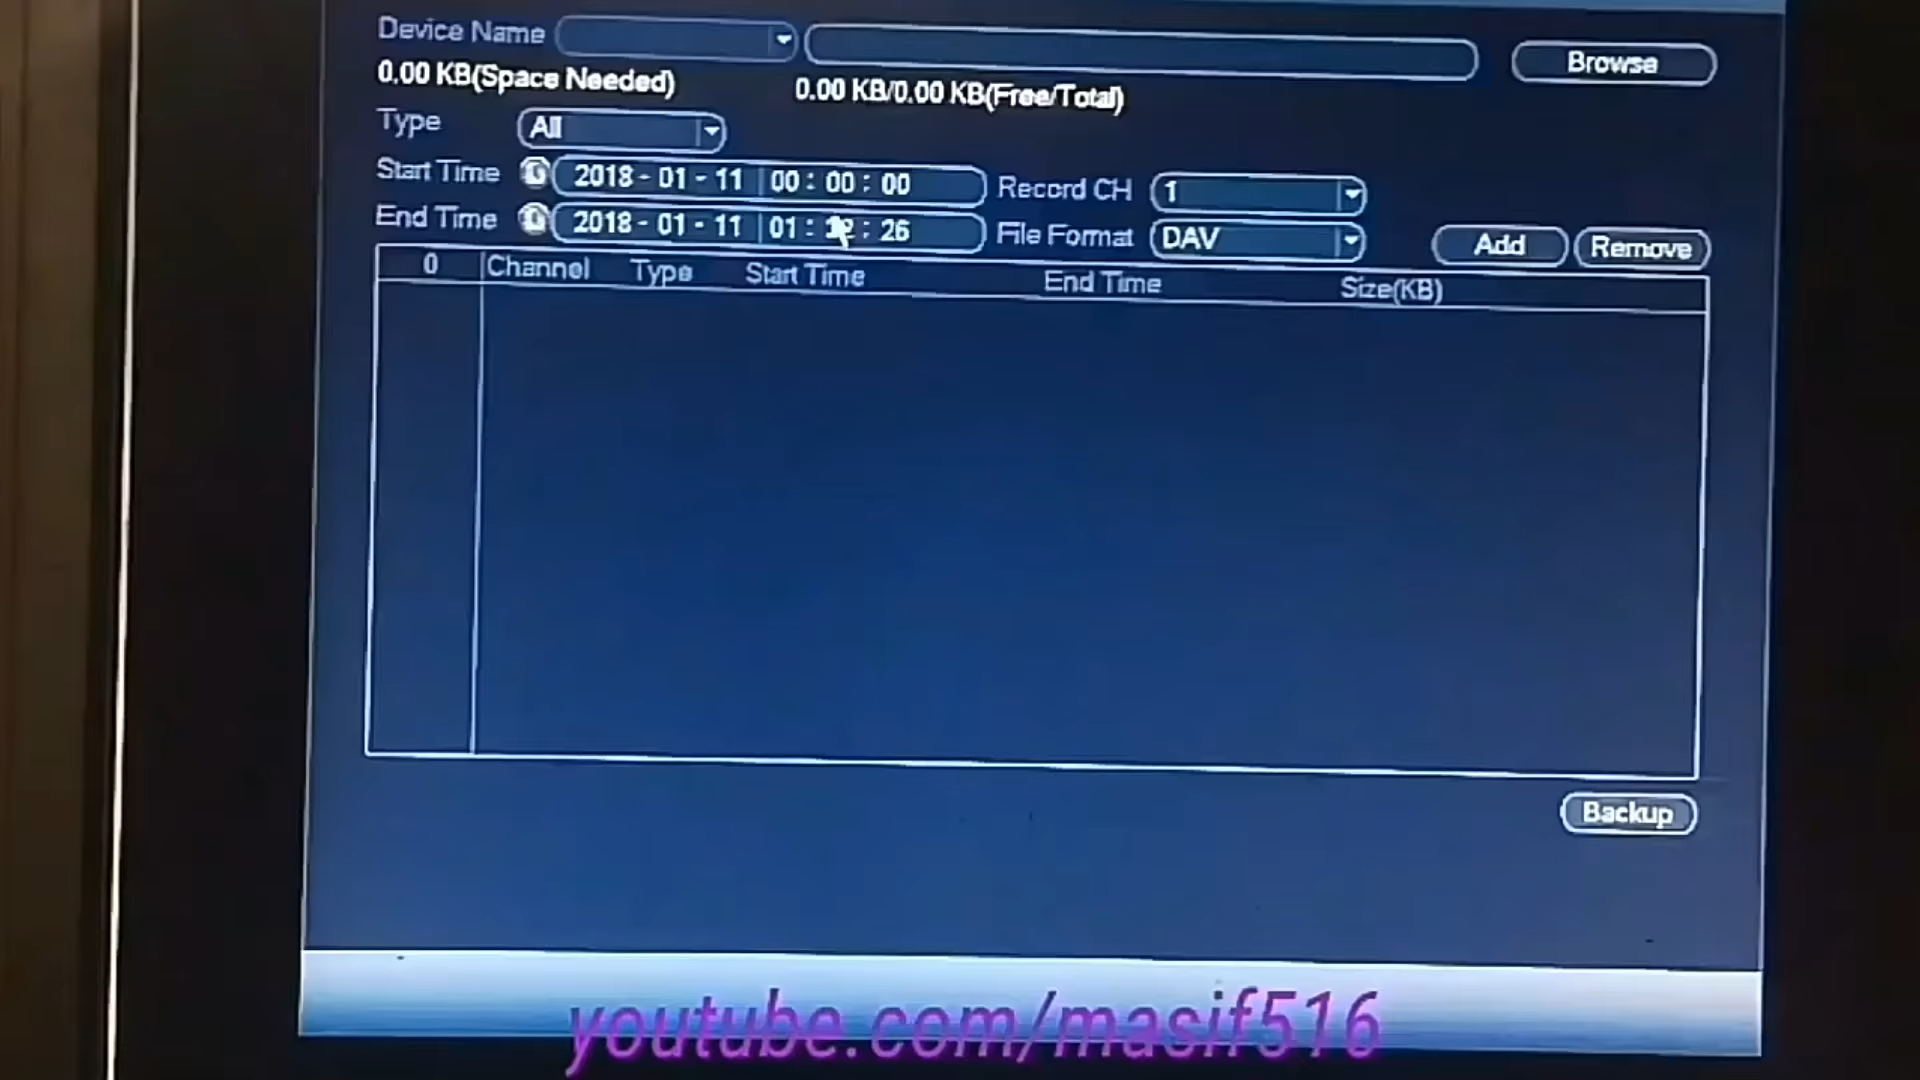 Device Name Browse
0.00 KB(Space Needed) 0.00 KB/0.00 KB(Free/Total)
Type All
Start Time 2018 - 01 - 11 00 : 00 : 00 Record CH 1
End Time 2018 - 01 - 11 01 : : 26 File Format DAV Add Remove
0 Channel Type Start Time End Time Size(KB)
Backup
youtube.com/masif516